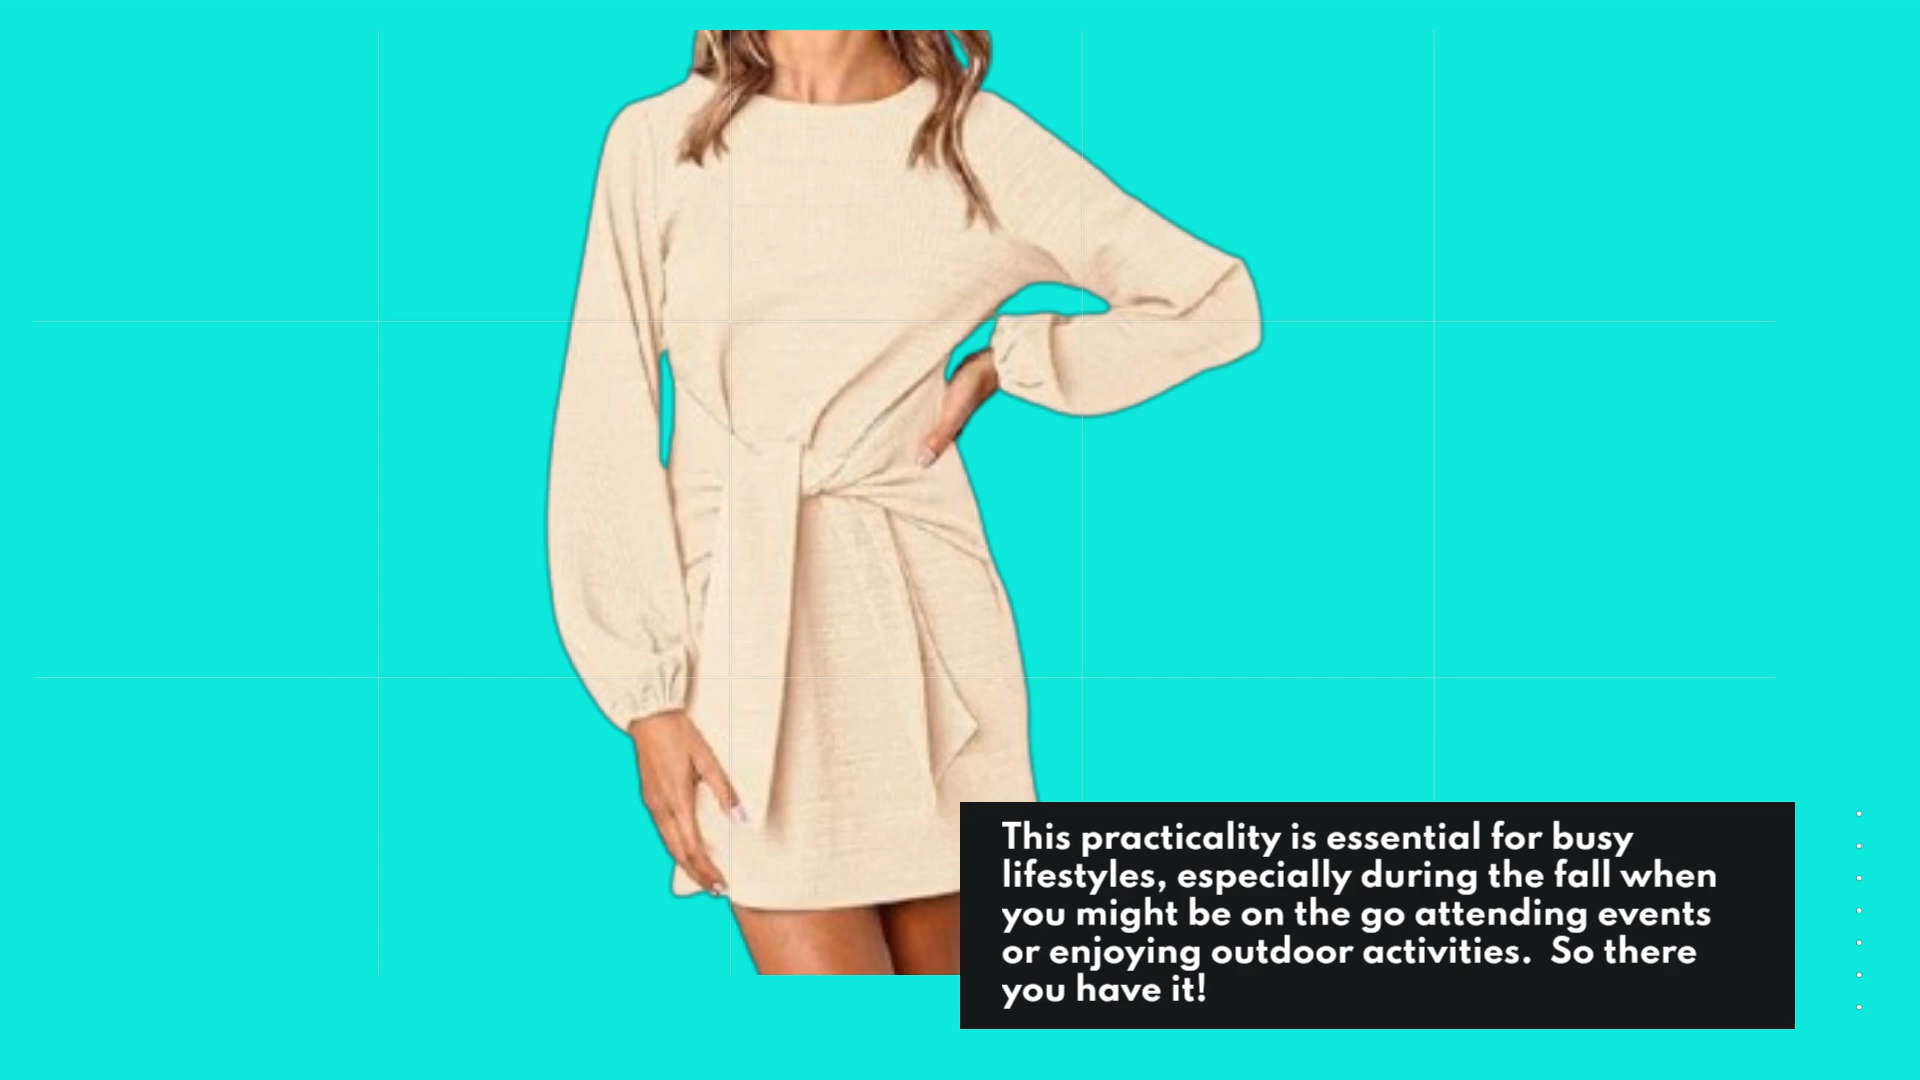 This practicality is essential for busy
lifestyles, especially during the fall when
you might be on the go attending events
or enjoying outdoor activities.  So there
you have it!